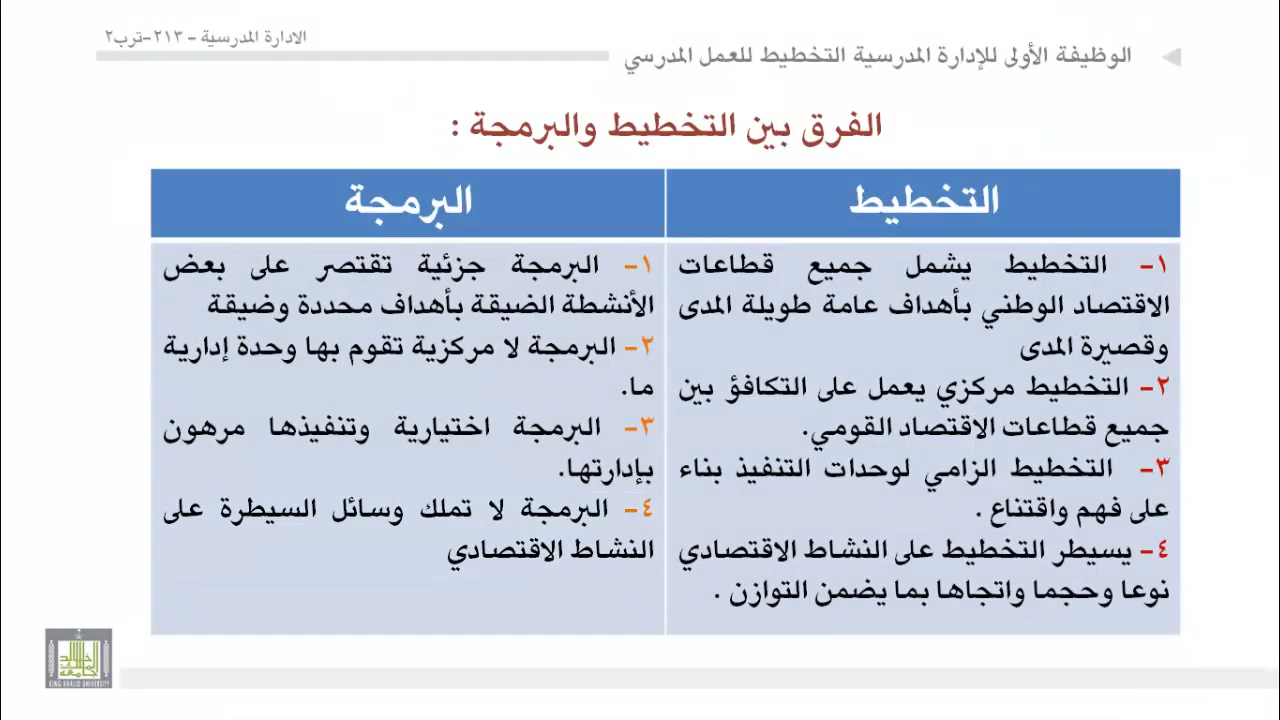 الادارة المدرسية - ٢١٣-ترب٢
الوظيفة الأولى للإدارة المدرسية التخطيط للعمل المدرسي
الفرق بين التخطيط والبرمجة :
التخطيط
١- التخطيط يشمل جميع قطاعات
الاقتصاد الوطني بأهداف عامة طويلة المدى
وقصيرة المدى
٢- التخطيط مركزي يعمل على التكافؤ بين
جميع قطاعات الاقتصاد القومي.
٣- التخطيط الزامي لوحدات التنفيذ بناء
على فهم واقتناع .
٤- يسيطر التخطيط على النشاط الاقتصادي
نوعا وحجما واتجاها بما يضمن التوازن .
البرمجة
١- البرمجة جزئية تقتصر على بعض
الأنشطة الضيقة بأهداف محددة وضيقة
٢- البرمجة لا مركزية تقوم بها وحدة إدارية
ما.
٣- البرمجة اختيارية وتنفيذها مرهون
بإدارتها.
٤- البرمجة لا تملك وسائل السيطرة على
النشاط الاقتصادي
KING KHALID UNIVERSITY